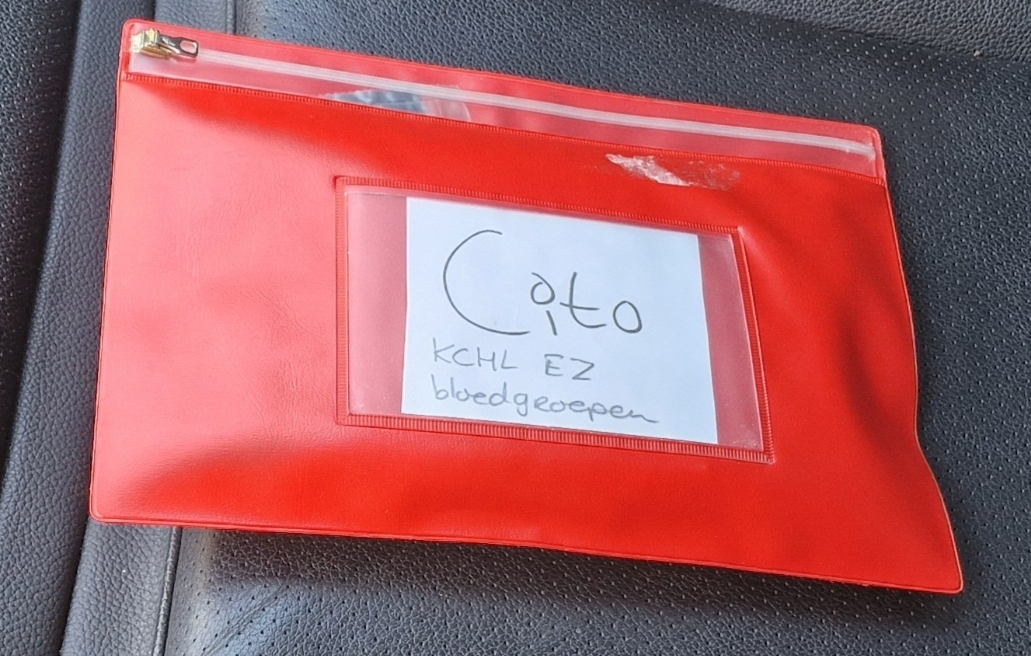 Cito
KCHL EZ
bloedgroepen